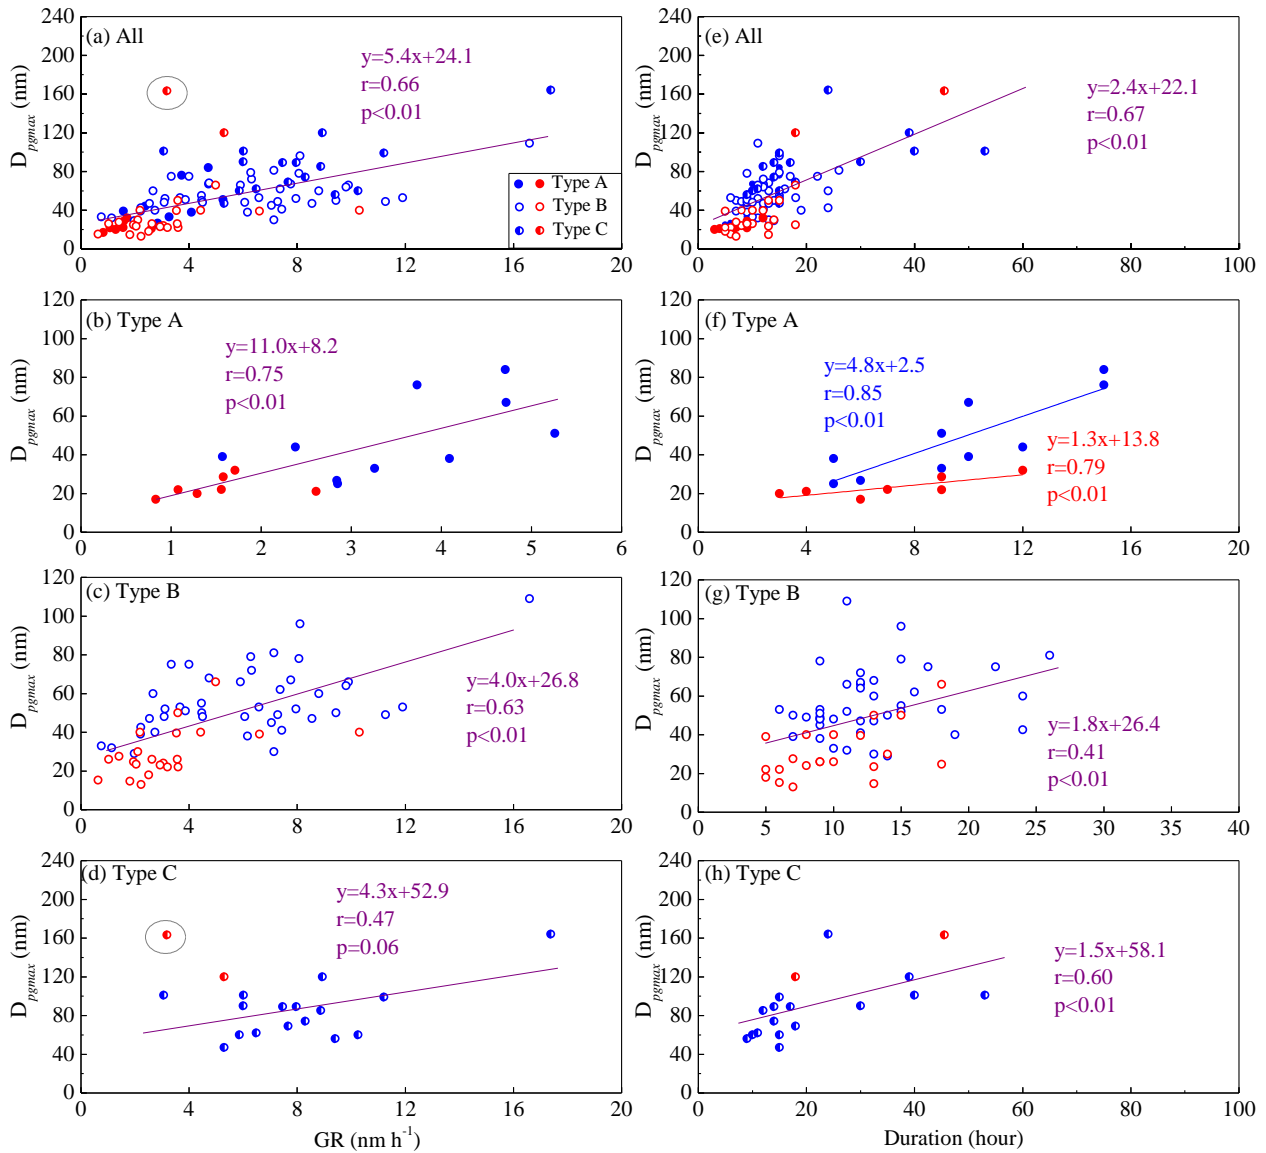 (a) All
y=5.4x+24.1
r=0.66
p<0.01
Type A
Type B
Type C
D_pgmax (nm)
240
200
160
120
80
40
0
0 4 8 12 16 20
(e) All
y=2.4x+22.1
r=0.67
p<0.01
D_pgmax (nm)
240
200
160
120
80
40
0
0 20 40 60 80 100
(b) Type A
y=11.0x+8.2
r=0.75
p<0.01
D_pgmax (nm)
120
100
80
60
40
20
0
0 1 2 3 4 5 6
(f) Type A
y=4.8x+2.5
r=0.85
p<0.01
y=1.3x+13.8
r=0.79
p<0.01
D_pgmax (nm)
120
100
80
60
40
20
0
0 4 8 12 16 20
(c) Type B
y=4.0x+26.8
r=0.63
p<0.01
D_pgmax (nm)
120
100
80
60
40
20
0
0 4 8 12 16 20
(g) Type B
y=1.8x+26.4
r=0.41
p<0.01
D_pgmax (nm)
120
100
80
60
40
20
0
0 5 10 15 20 25 30 35 40
(d) Type C
y=4.3x+52.9
r=0.47
p=0.06
D_pgmax (nm)
240
200
160
120
80
40
0
0 4 8 12 16 20
GR (nm h⁻¹)
(h) Type C
y=1.5x+58.1
r=0.60
p<0.01
D_pgmax (nm)
240
200
160
120
80
40
0
0 20 40 60 80 100
Duration (hour)